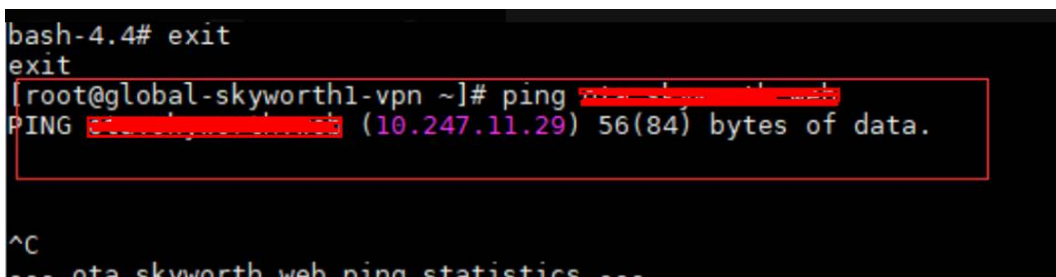 bash-4.4# exit
exit
[root@global-skyworth1-vpn ~]# ping
PING (10.247.11.29) 56(84) bytes of data.
^C
--- ota skyworth web ping statistics ---